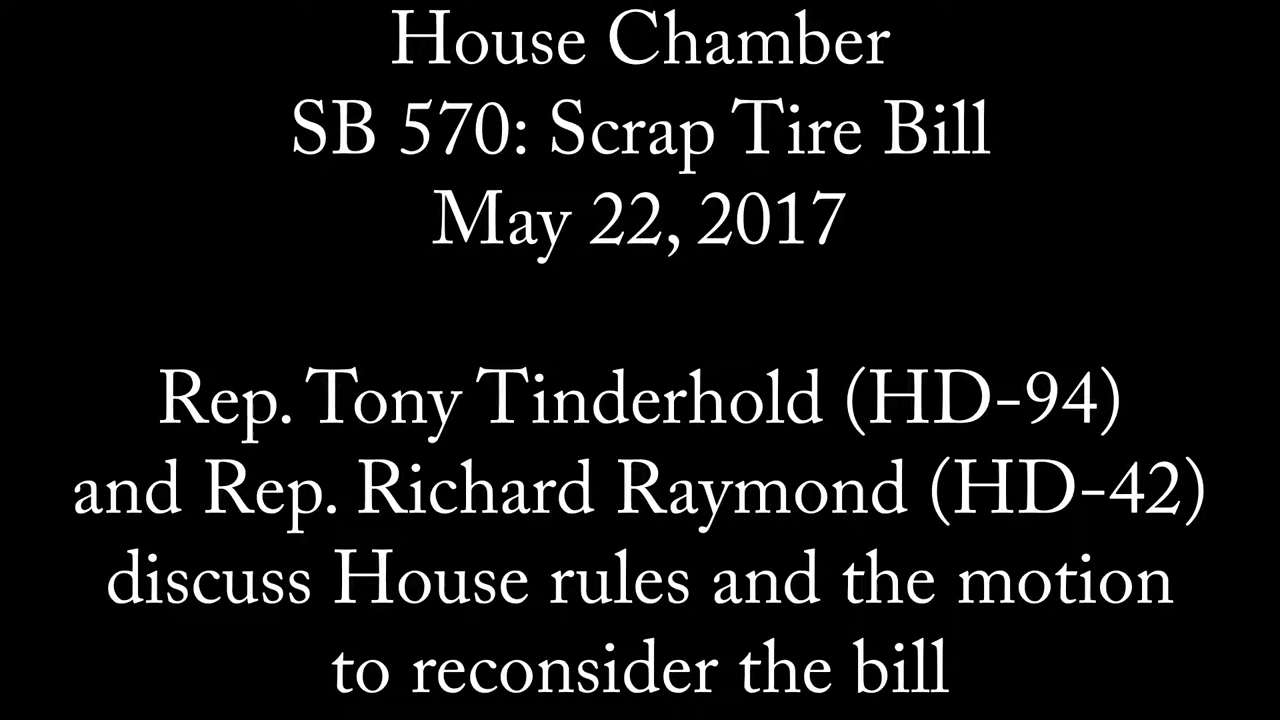 House Chamber
SB 570: Scrap Tire Bill
May 22, 2017
Rep. Tony Tinderhold (HD-94)
and Rep. Richard Raymond (HD-42)
discuss House rules and the motion
to reconsider the bill